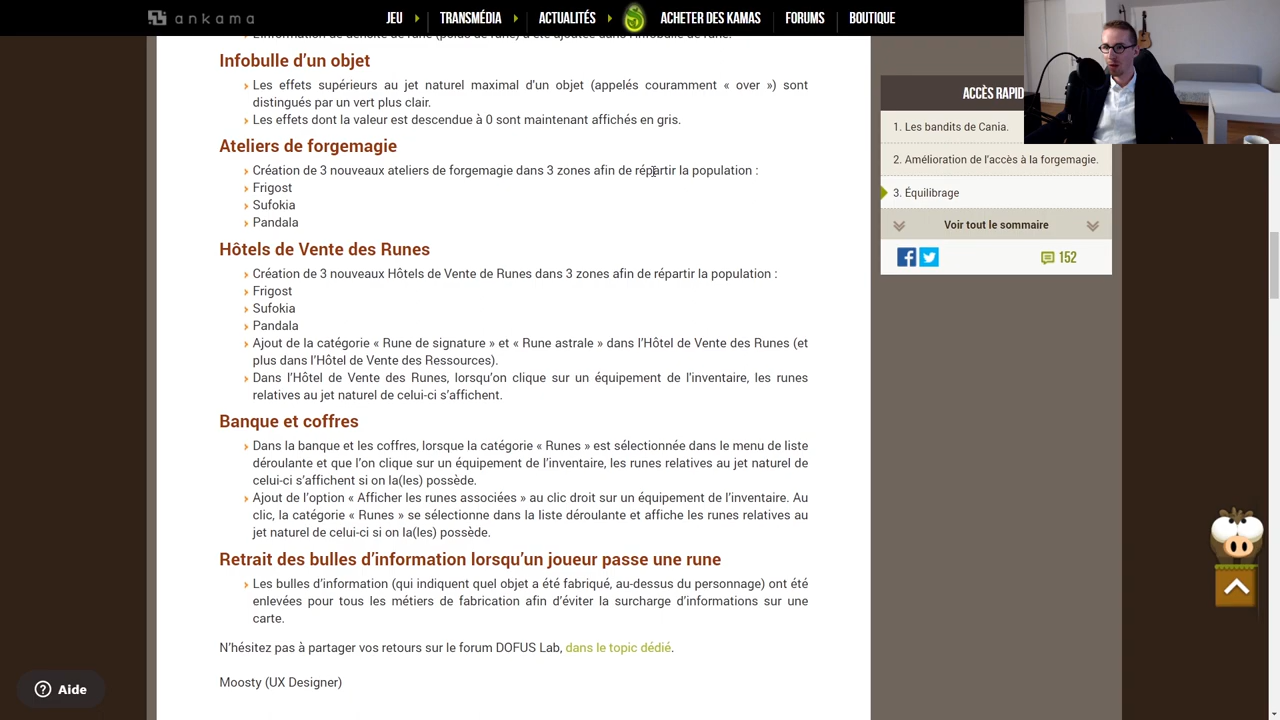 ankama
JEU
TRANSMÉDIA
ACTUALITÉS
ACHETER DES KAMAS
FORUMS
BOUTIQUE
L'information de densité de rune (poids de rune) a été ajoutée dans l'infobulle de rune.
Infobulle d'un objet
Les effets supérieurs au jet naturel maximal d'un objet (appelés couramment « over ») sont
distingués par un vert plus clair.
Les effets dont la valeur est descendue à 0 sont maintenant affichés en gris.
Ateliers de forgemagie
Création de 3 nouveaux ateliers de forgemagie dans 3 zones afin de répartir la population :
Frigost
Sufokia
Pandala
Hôtels de Vente des Runes
Création de 3 nouveaux Hôtels de Vente de Runes dans 3 zones afin de répartir la population :
Frigost
Sufokia
Pandala
Ajout de la catégorie « Rune de signature » et « Rune astrale » dans l'Hôtel de Vente des Runes (et
plus dans l'Hôtel de Vente des Ressources).
Dans l'Hôtel de Vente des Runes, lorsqu'on clique sur un équipement de l'inventaire, les runes
relatives au jet naturel de celui-ci s'affichent.
Banque et coffres
Dans la banque et les coffres, lorsque la catégorie « Runes » est sélectionnée dans le menu de liste
déroulante et que l'on clique sur un équipement de l'inventaire, les runes relatives au jet naturel de
celui-ci s'affichent si on la(les) possède.
Ajout de l'option « Afficher les runes associées » au clic droit sur un équipement de l'inventaire. Au
clic, la catégorie « Runes » se sélectionne dans la liste déroulante et affiche les runes relatives au
jet naturel de celui-ci si on la(les) possède.
Retrait des bulles d'information lorsqu'un joueur passe une rune
Les bulles d'information (qui indiquent quel objet a été fabriqué, au-dessus du personnage) ont été
enlevées pour tous les métiers de fabrication afin d'éviter la surcharge d'informations sur une
carte.
N'hésitez pas à partager vos retours sur le forum DOFUS Lab, dans le topic dédié.
Moosty (UX Designer)
ACCÈS RAPID
1. Les bandits de Cania.
2. Amélioration de l'accès à la forgemagie.
3. Équilibrage
Voir tout le sommaire
152
Aide